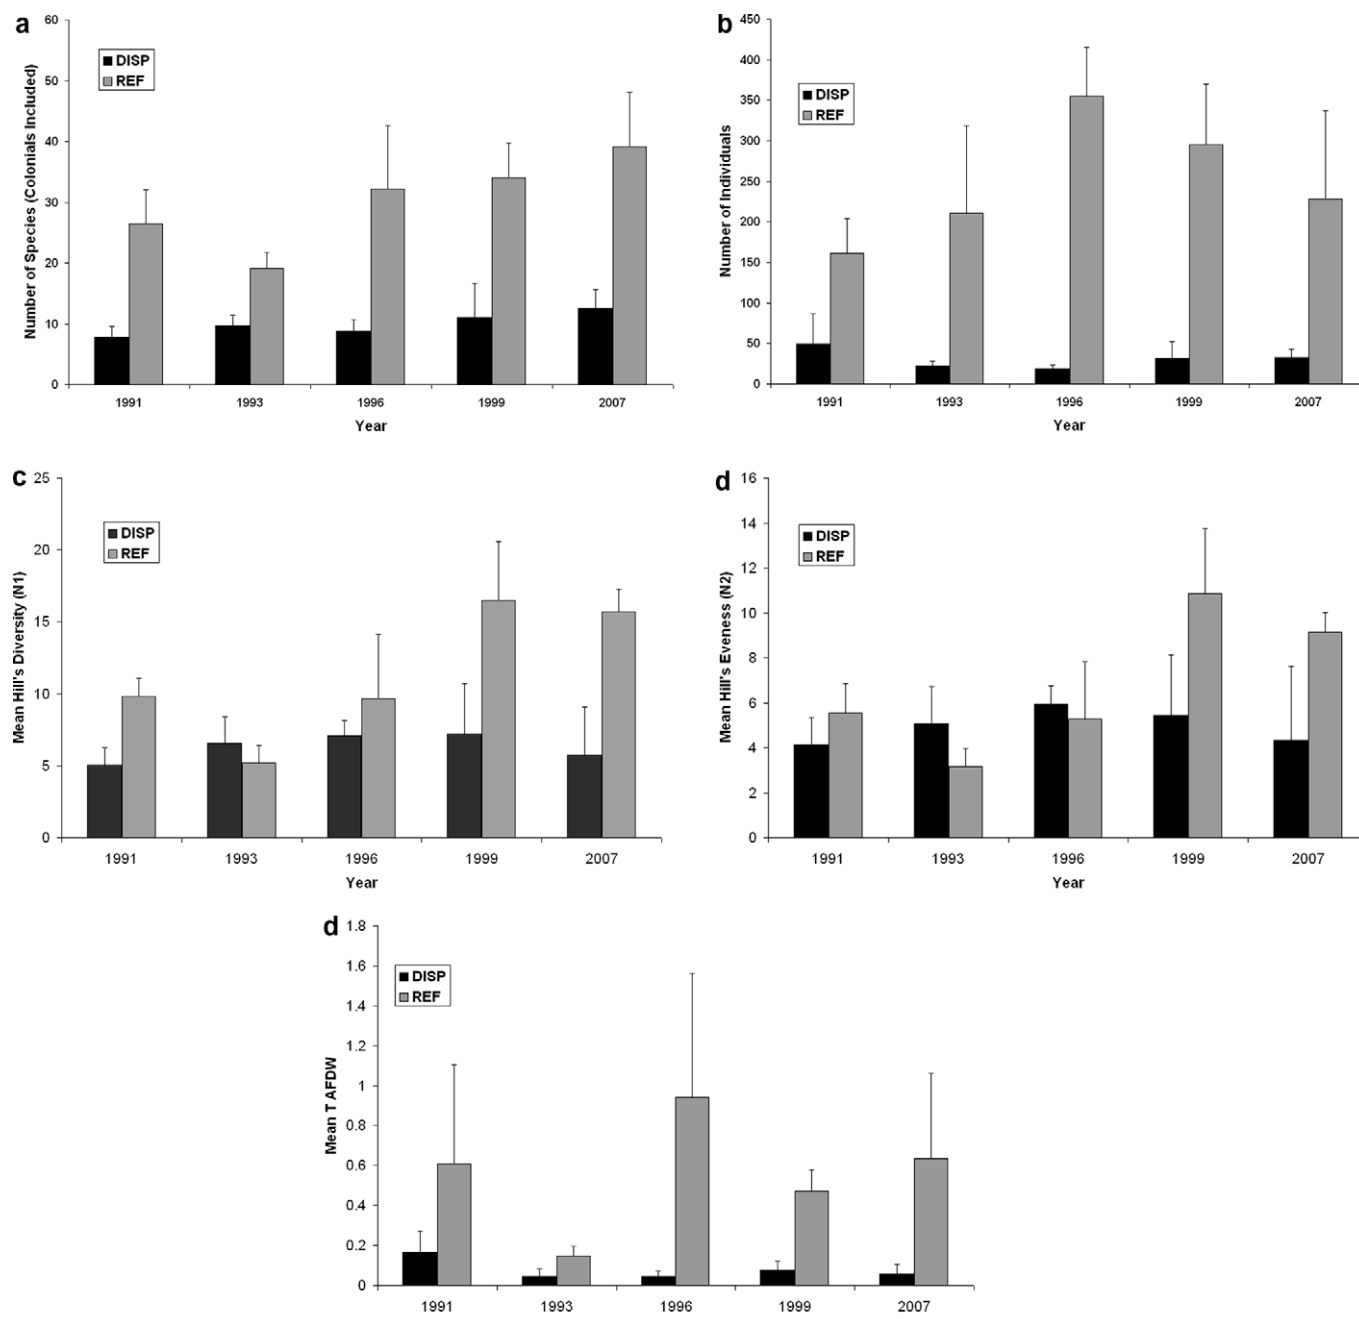 a
Number of Species (Colonials Included)
60
50
40
30
20
10
0
DISP
REF
1991 1993 1996 1999 2007
Year
b
Number of Individuals
450
400
350
300
250
200
150
100
50
0
DISP
REF
1991 1993 1996 1999 2007
Year
c
Mean Hill's Diversity (N1)
25
20
15
10
5
0
DISP
REF
1991 1993 1996 1999 2007
Year
d
Mean Hill's Eveness (N2)
16
14
12
10
8
6
4
2
0
DISP
REF
1991 1993 1996 1999 2007
Year
d
Mean T AFDW
1.8
1.6
1.4
1.2
1
0.8
0.6
0.4
0.2
0
DISP
REF
1991 1993 1996 1999 2007